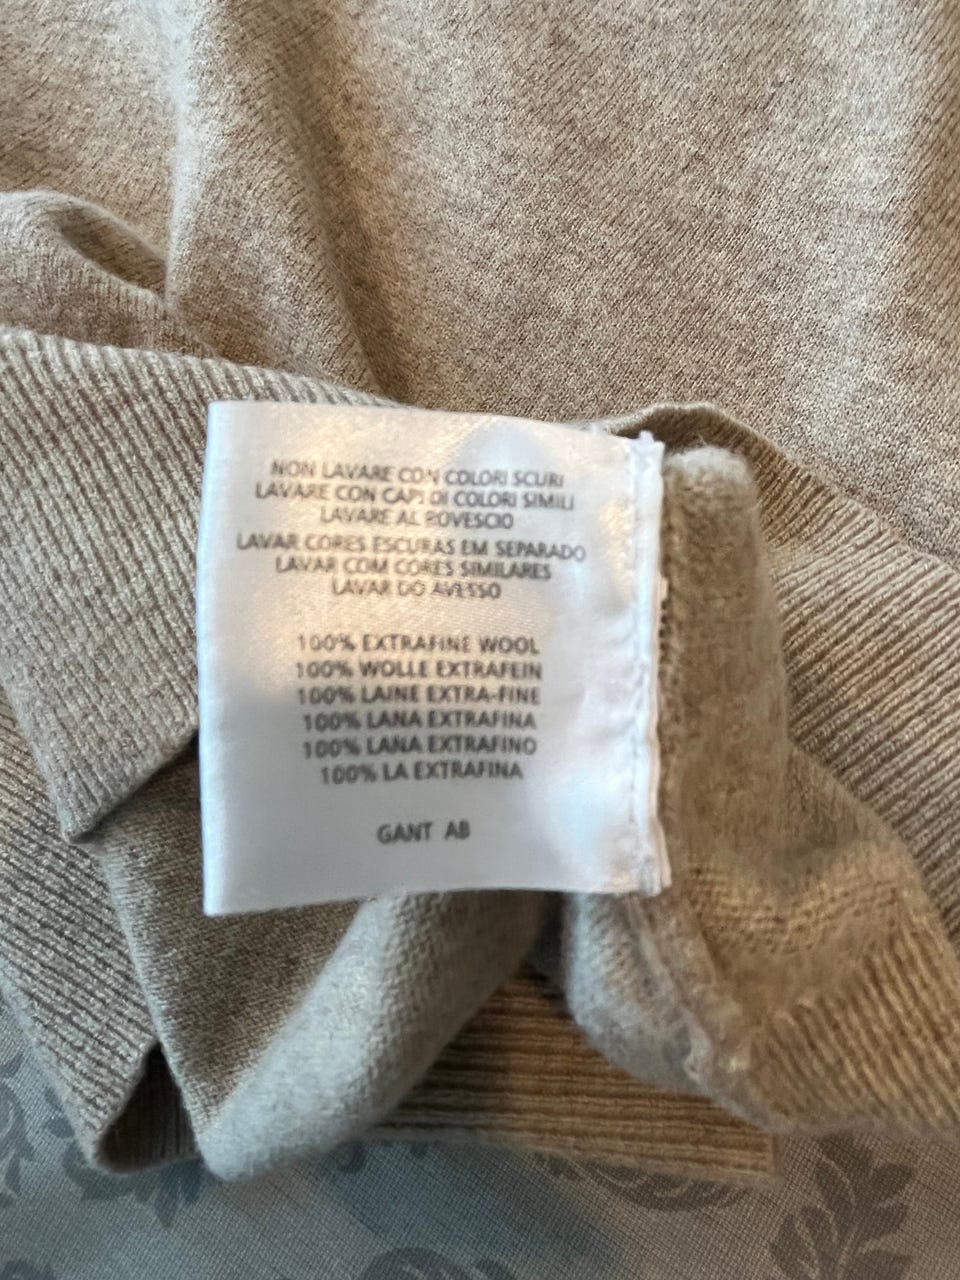 NON LAVARE CON COLORI SCURI
LAVARE CON CAPI DI COLORI SIMILI
LAVARE AL ROVESCIO
LAVAR CORES ESCURAS EM SEPARADO
LAVAR COM CORES SIMILARES
LAVAR DO AVESSO
100% EXTRAFINE WOOL
100% WOLLE EXTRAFEIN
100% LAINE EXTRA-FINE
100% LANA EXTRAFINA
100% LANA EXTRAFINO
100% LA EXTRAFINA
GANT AB